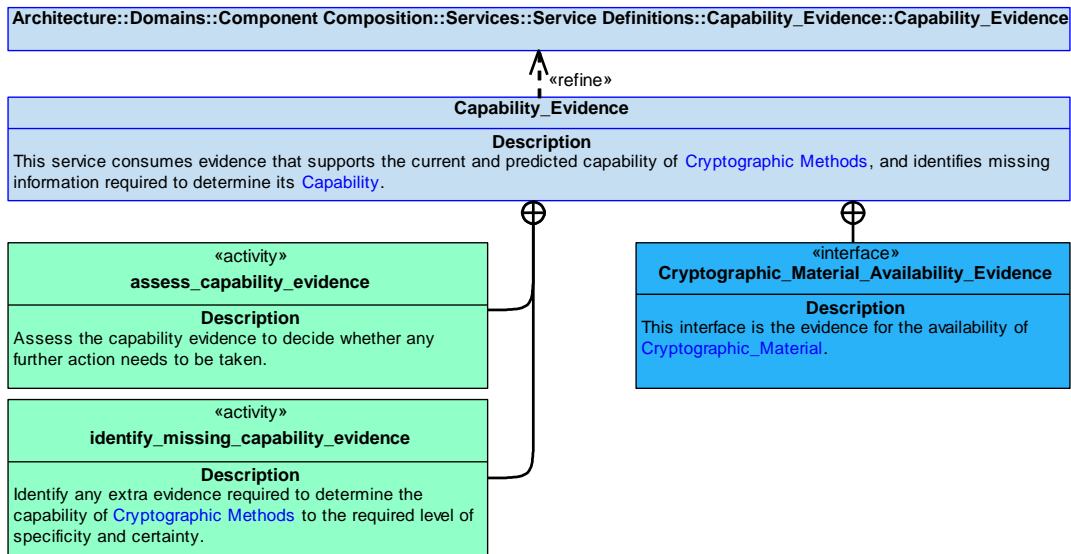 Architecture::Domains::Component Composition::Services::Service Definitions::Capability_Evidence::Capability_Evidence
«refine»
Capability_Evidence
Description
This service consumes evidence that supports the current and predicted capability of Cryptographic Methods, and identifies missing
information required to determine its Capability.
«activity»
assess_capability_evidence
Description
Assess the capability evidence to decide whether any
further action needs to be taken.
«interface»
Cryptographic_Material_Availability_Evidence
Description
This interface is the evidence for the availability of
Cryptographic_Material.
«activity»
identify_missing_capability_evidence
Description
Identify any extra evidence required to determine the
capability of Cryptographic Methods to the required level of
specificity and certainty.